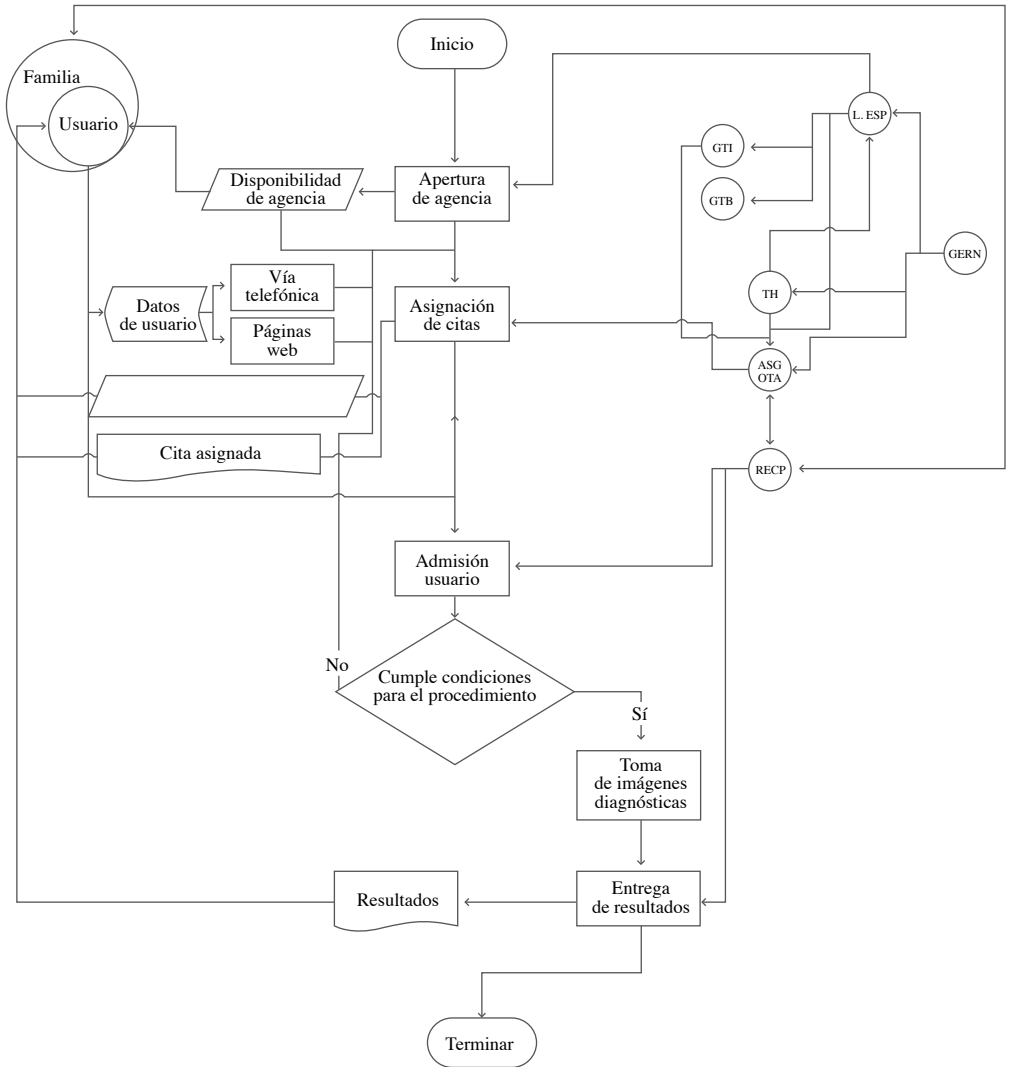 Inicio
Familia
Usuario
L. ESP
GTI
GTB
Disponibilidad
de agencia
Apertura
de agencia
GERN
Vía
telefónica
Datos
de usuario
Páginas
web
Asignación
de citas
TH
ASG
OTA
Cita asignada
RECP
Admisión
usuario
No
Cumple condiciones
para el procedimiento
Sí
Toma
de imágenes
diagnósticas
Resultados
Entrega
de resultados
Terminar